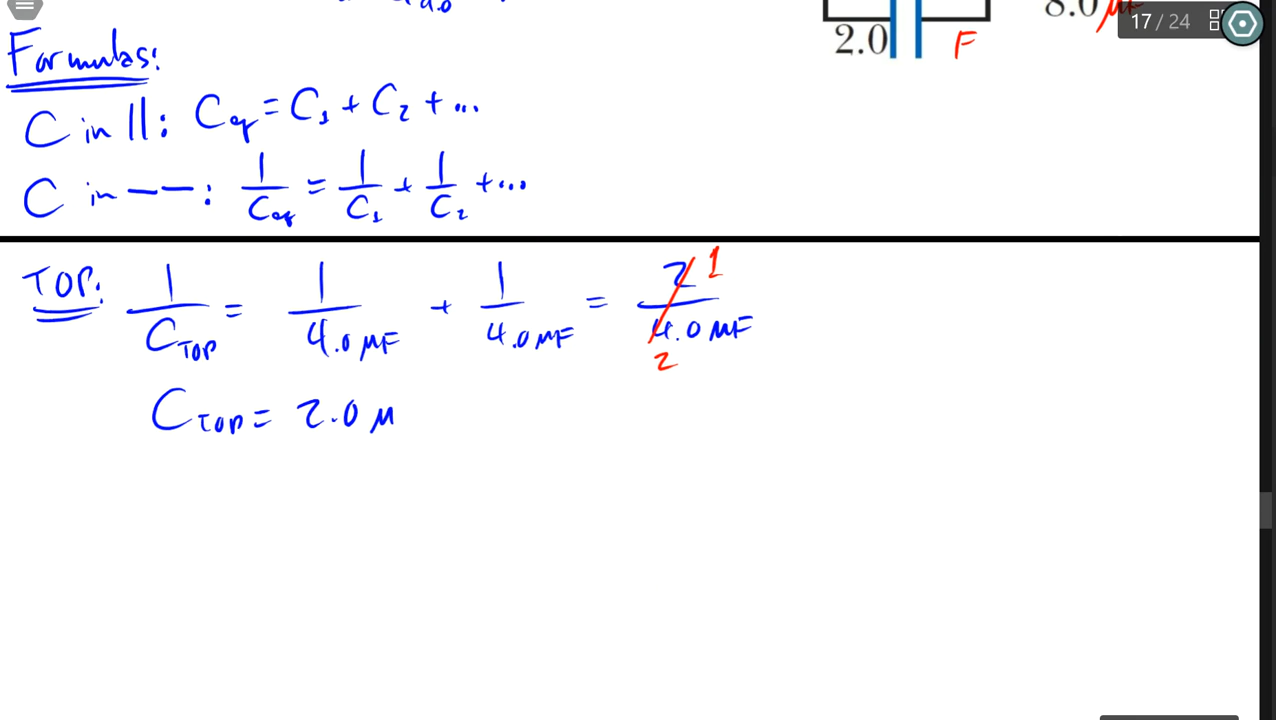 2.0 F
8.0 μ
17 / 24
Formulas:
C in ||: Ceq = C1 + C2 + ...
C in ——: 1/Ceq = 1/C1 + 1/C2 + ...
TOP: 1/CTOP = 1/4.0 μF + 1/4.0 μF = 2/4.0 μF 1 2
CTOP = 2.0 μ